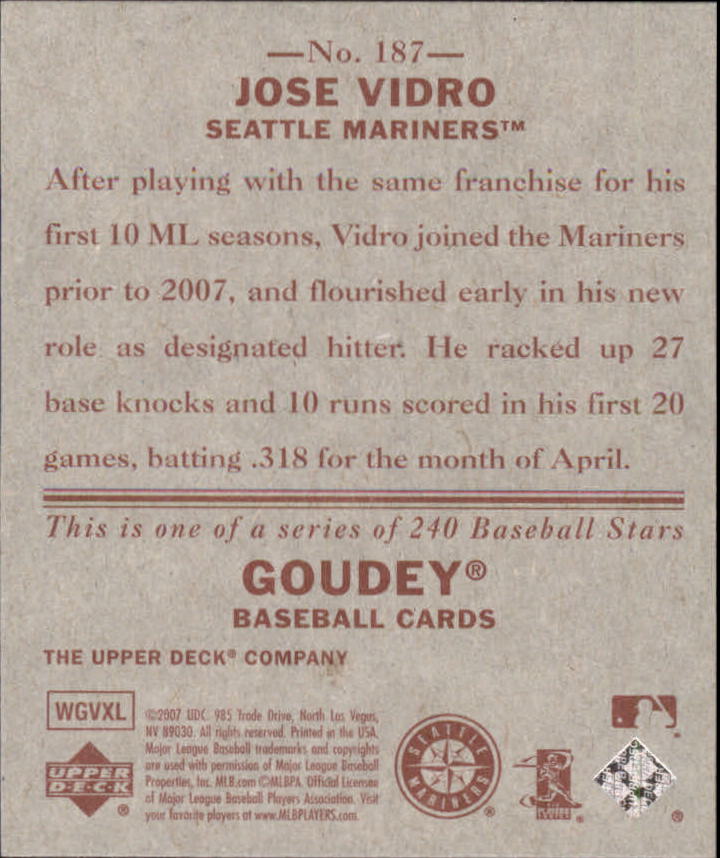 —No. 187—
JOSE VIDRO
SEATTLE MARINERS™
After playing with the same franchise for his
first 10 ML seasons, Vidro joined the Mariners
prior to 2007, and flourished early in his new
role as designated hitter. He racked up 27
base knocks and 10 runs scored in his first 20
games, batting .318 for the month of April.
This is one of a series of 240 Baseball Stars
GOUDEY®
BASEBALL CARDS
THE UPPER DECK® COMPANY
WGVXL
UPPER
DECK
®
©2007 UDC. 985 Trade Drive, North Las Vegas,
NV 89030. All rights reserved. Printed in the USA.
Major League Baseball trademarks and copyrights
are used with permission of Major League Baseball
Properties, Inc. MLB.com ©MLBPA. Official Licensee
of Major League Baseball Players Association. Visit
your favorite players at www.MLBPLAYERS.com.
SEATTLE
MARINERS
®
®
®